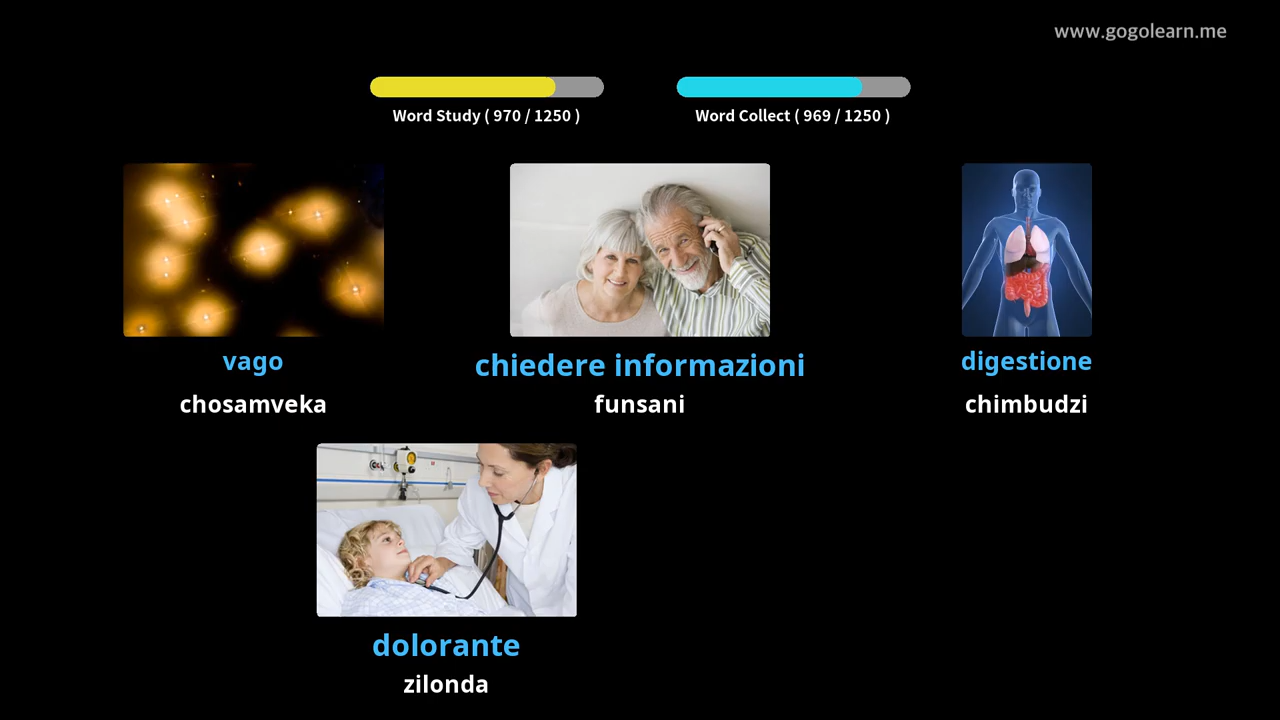 www.gogolearn.me
Word Study ( 970 / 1250 )
Word Collect ( 969 / 1250 )
vago
chiedere informazioni
digestione
chosamveka
funsani
chimbudzi
dolorante
zilonda